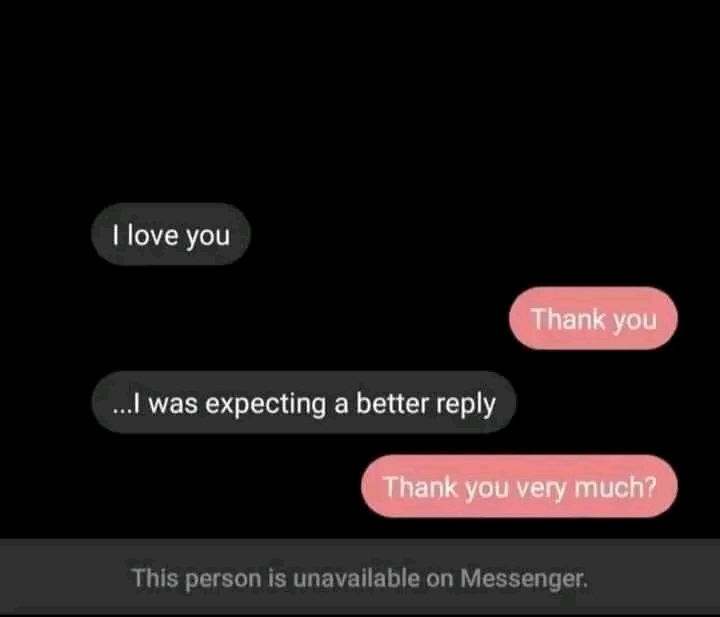 I love you
Thank you
...I was expecting a better reply
Thank you very much?
This person is unavailable on Messenger.